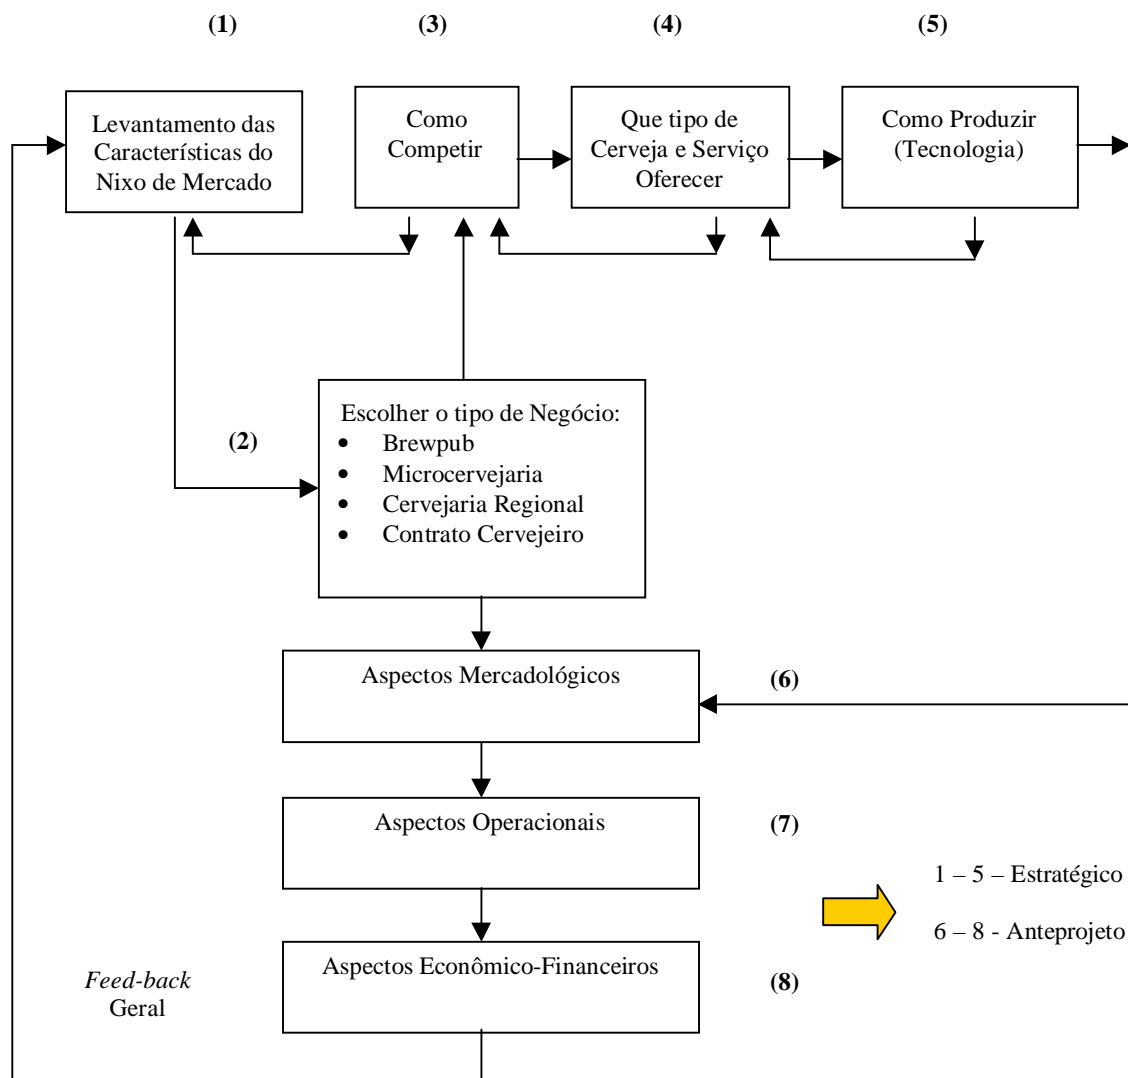 (1)
(3)
(4)
(5)
Levantamento das
Características do
Nixo de Mercado
Como
Competir
Que tipo de
Cerveja e Serviço
Oferecer
Como Produzir
(Tecnologia)
(2)
Escolher o tipo de Negócio:
• Brewpub
• Microcervejaria
• Cervejaria Regional
• Contrato Cervejeiro
Aspectos Mercadológicos
(6)
Aspectos Operacionais
(7)
1 – 5 – Estratégico
6 – 8 - Anteprojeto
Aspectos Econômico-Financeiros
(8)
Feed-back
Geral